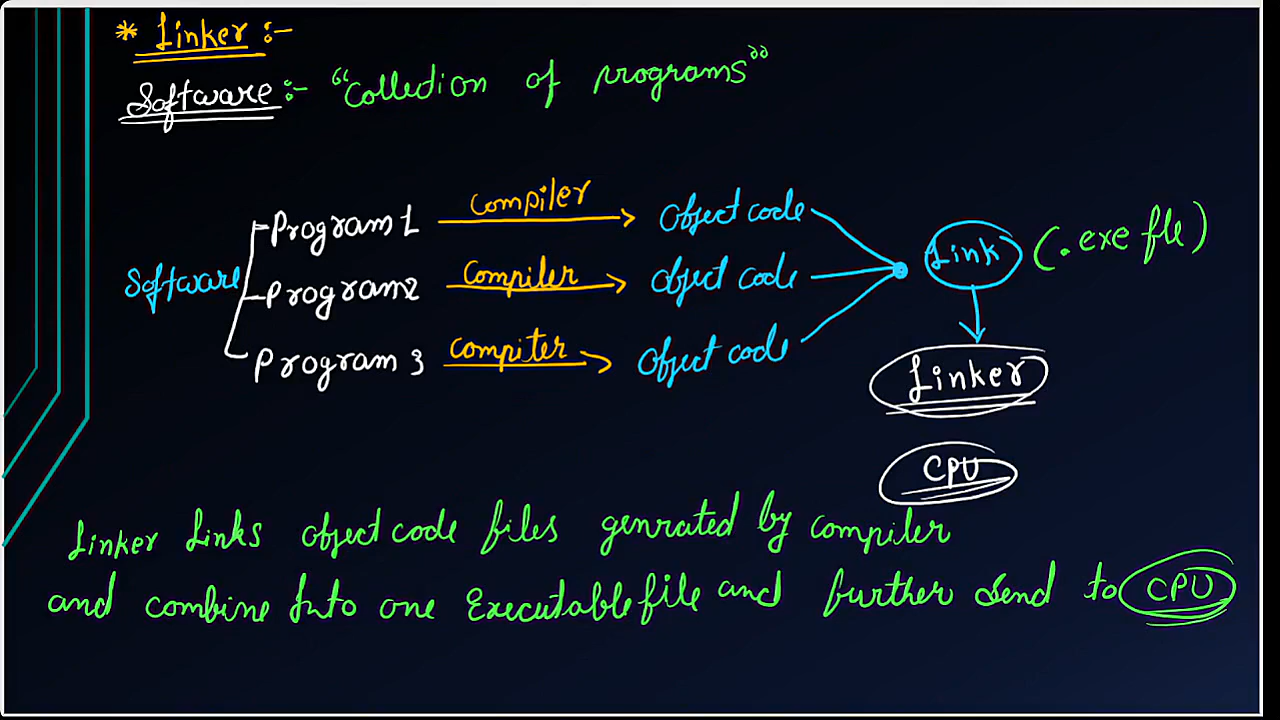 * Linker :-
Software :- "Collection of programs"
Program 1 Compiler Object code
Link (.exe file)
Software Program 2 Compiler Object code
Program 3 Compiler Object code
Linker
CPU
Linker Links object code files genrated by compiler
and combine Into one Executable file and further Send to CPU